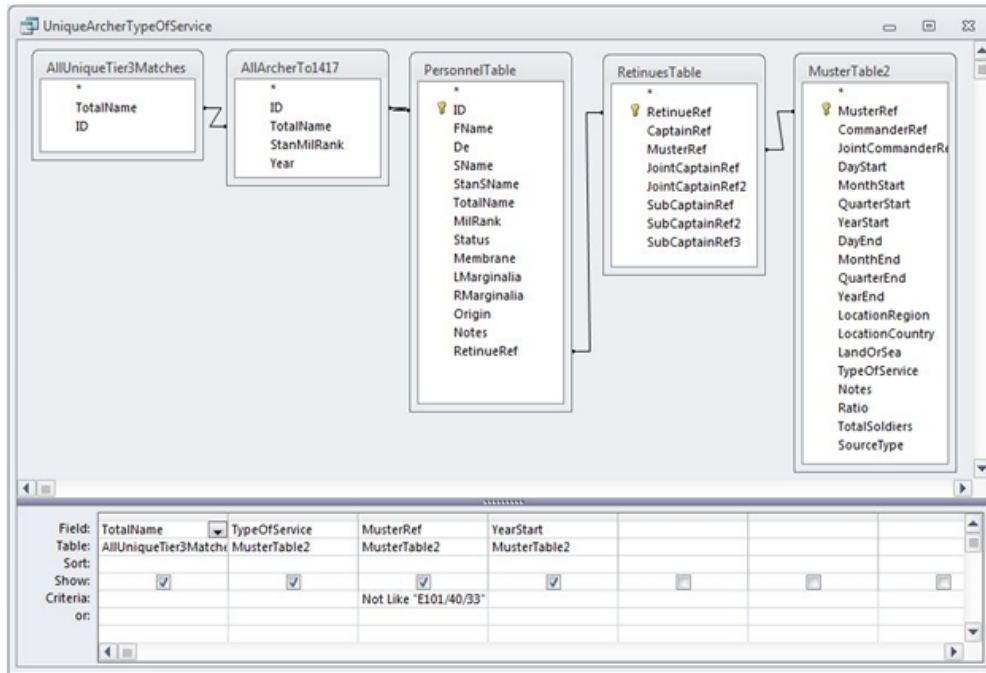 UniqueArcherTypeOfService
AllUniqueTier3Matches
*
TotalName
ID
AllArcherTo1417
*
ID
TotalName
StanMilRank
Year
PersonnelTable
*
ID
FName
De
SName
StanSName
TotalName
MilRank
Status
Membrane
LMarginalia
RMarginalia
Origin
Notes
RetinueRef
RetinuesTable
*
RetinueRef
CaptainRef
MusterRef
JointCaptainRef
JointCaptainRef2
SubCaptainRef
SubCaptainRef2
SubCaptainRef3
MusterTable2
*
MusterRef
CommanderRef
JointCommanderRe
DayStart
MonthStart
QuarterStart
YearStart
DayEnd
MonthEnd
QuarterEnd
YearEnd
LocationRegion
LocationCountry
LandOrSea
TypeOfService
Notes
Ratio
TotalSoldiers
SourceType
Field: TotalName TypeOfService MusterRef YearStart
Table: AllUniqueTier3Match MusterTable2 MusterTable2 MusterTable2
Sort:
Show:
Criteria: Not Like "E101/40/33"
or: